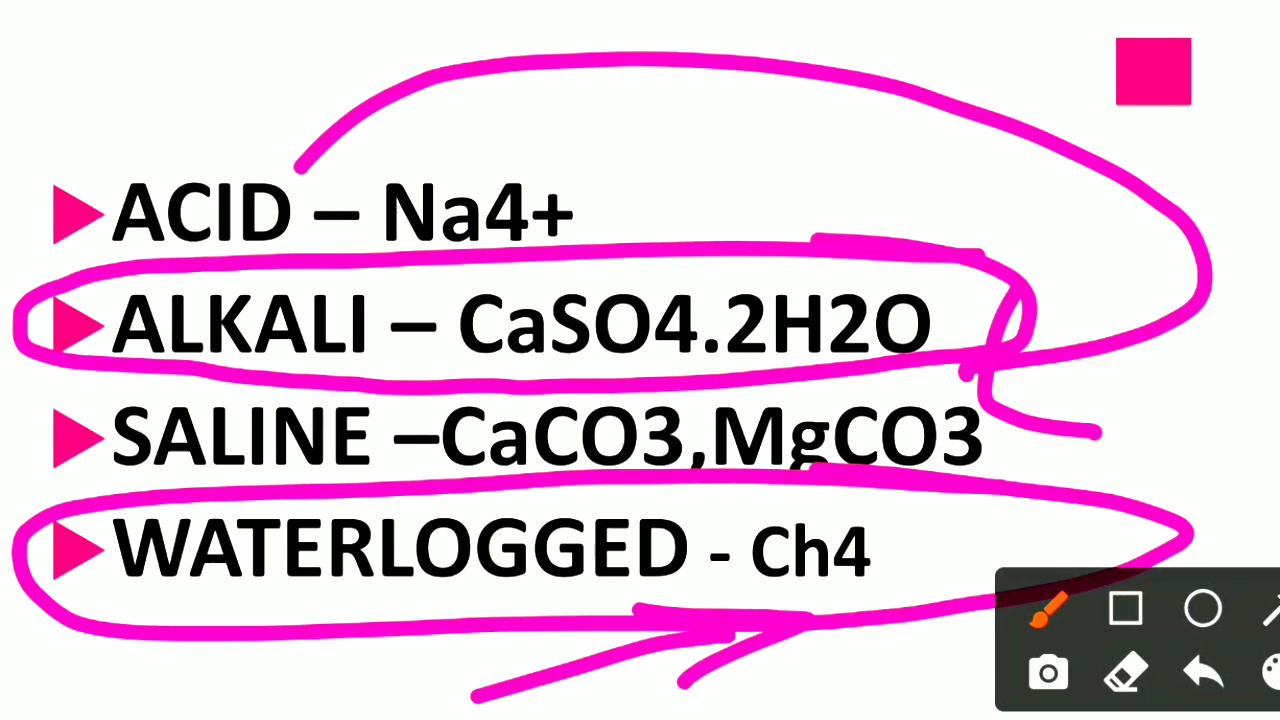 ACID – Na4+
ALKALI – CaSO4.2H2O
SALINE –CaCO3,MgCO3
WATERLOGGED - Ch4